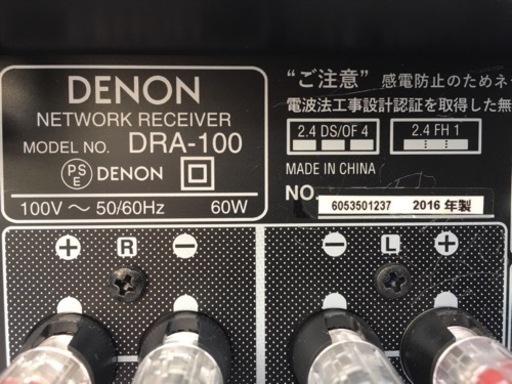 DENON
NETWORK RECEIVER
MODEL NO. DRA-100
PS
E DENON
100V ～ 50/60Hz 60W
"ご注意" 感電防止のためネ
電波法工事設計認証を取得した無
2.4 DS/OF 4 2.4 FH 1
MADE IN CHINA
NO. 6053501237 2016 年製
+ R − − L +